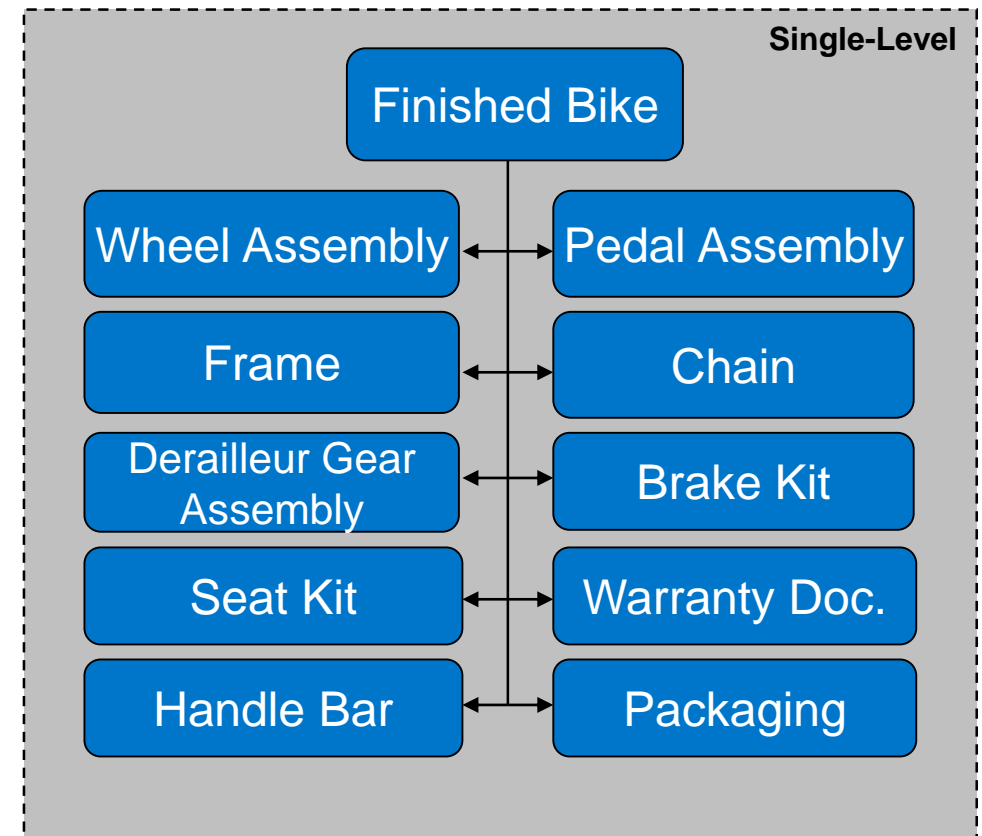 Single-Level
Finished Bike
Wheel Assembly
Pedal Assembly
Frame
Chain
Derailleur Gear
Assembly
Brake Kit
Seat Kit
Warranty Doc.
Handle Bar
Packaging